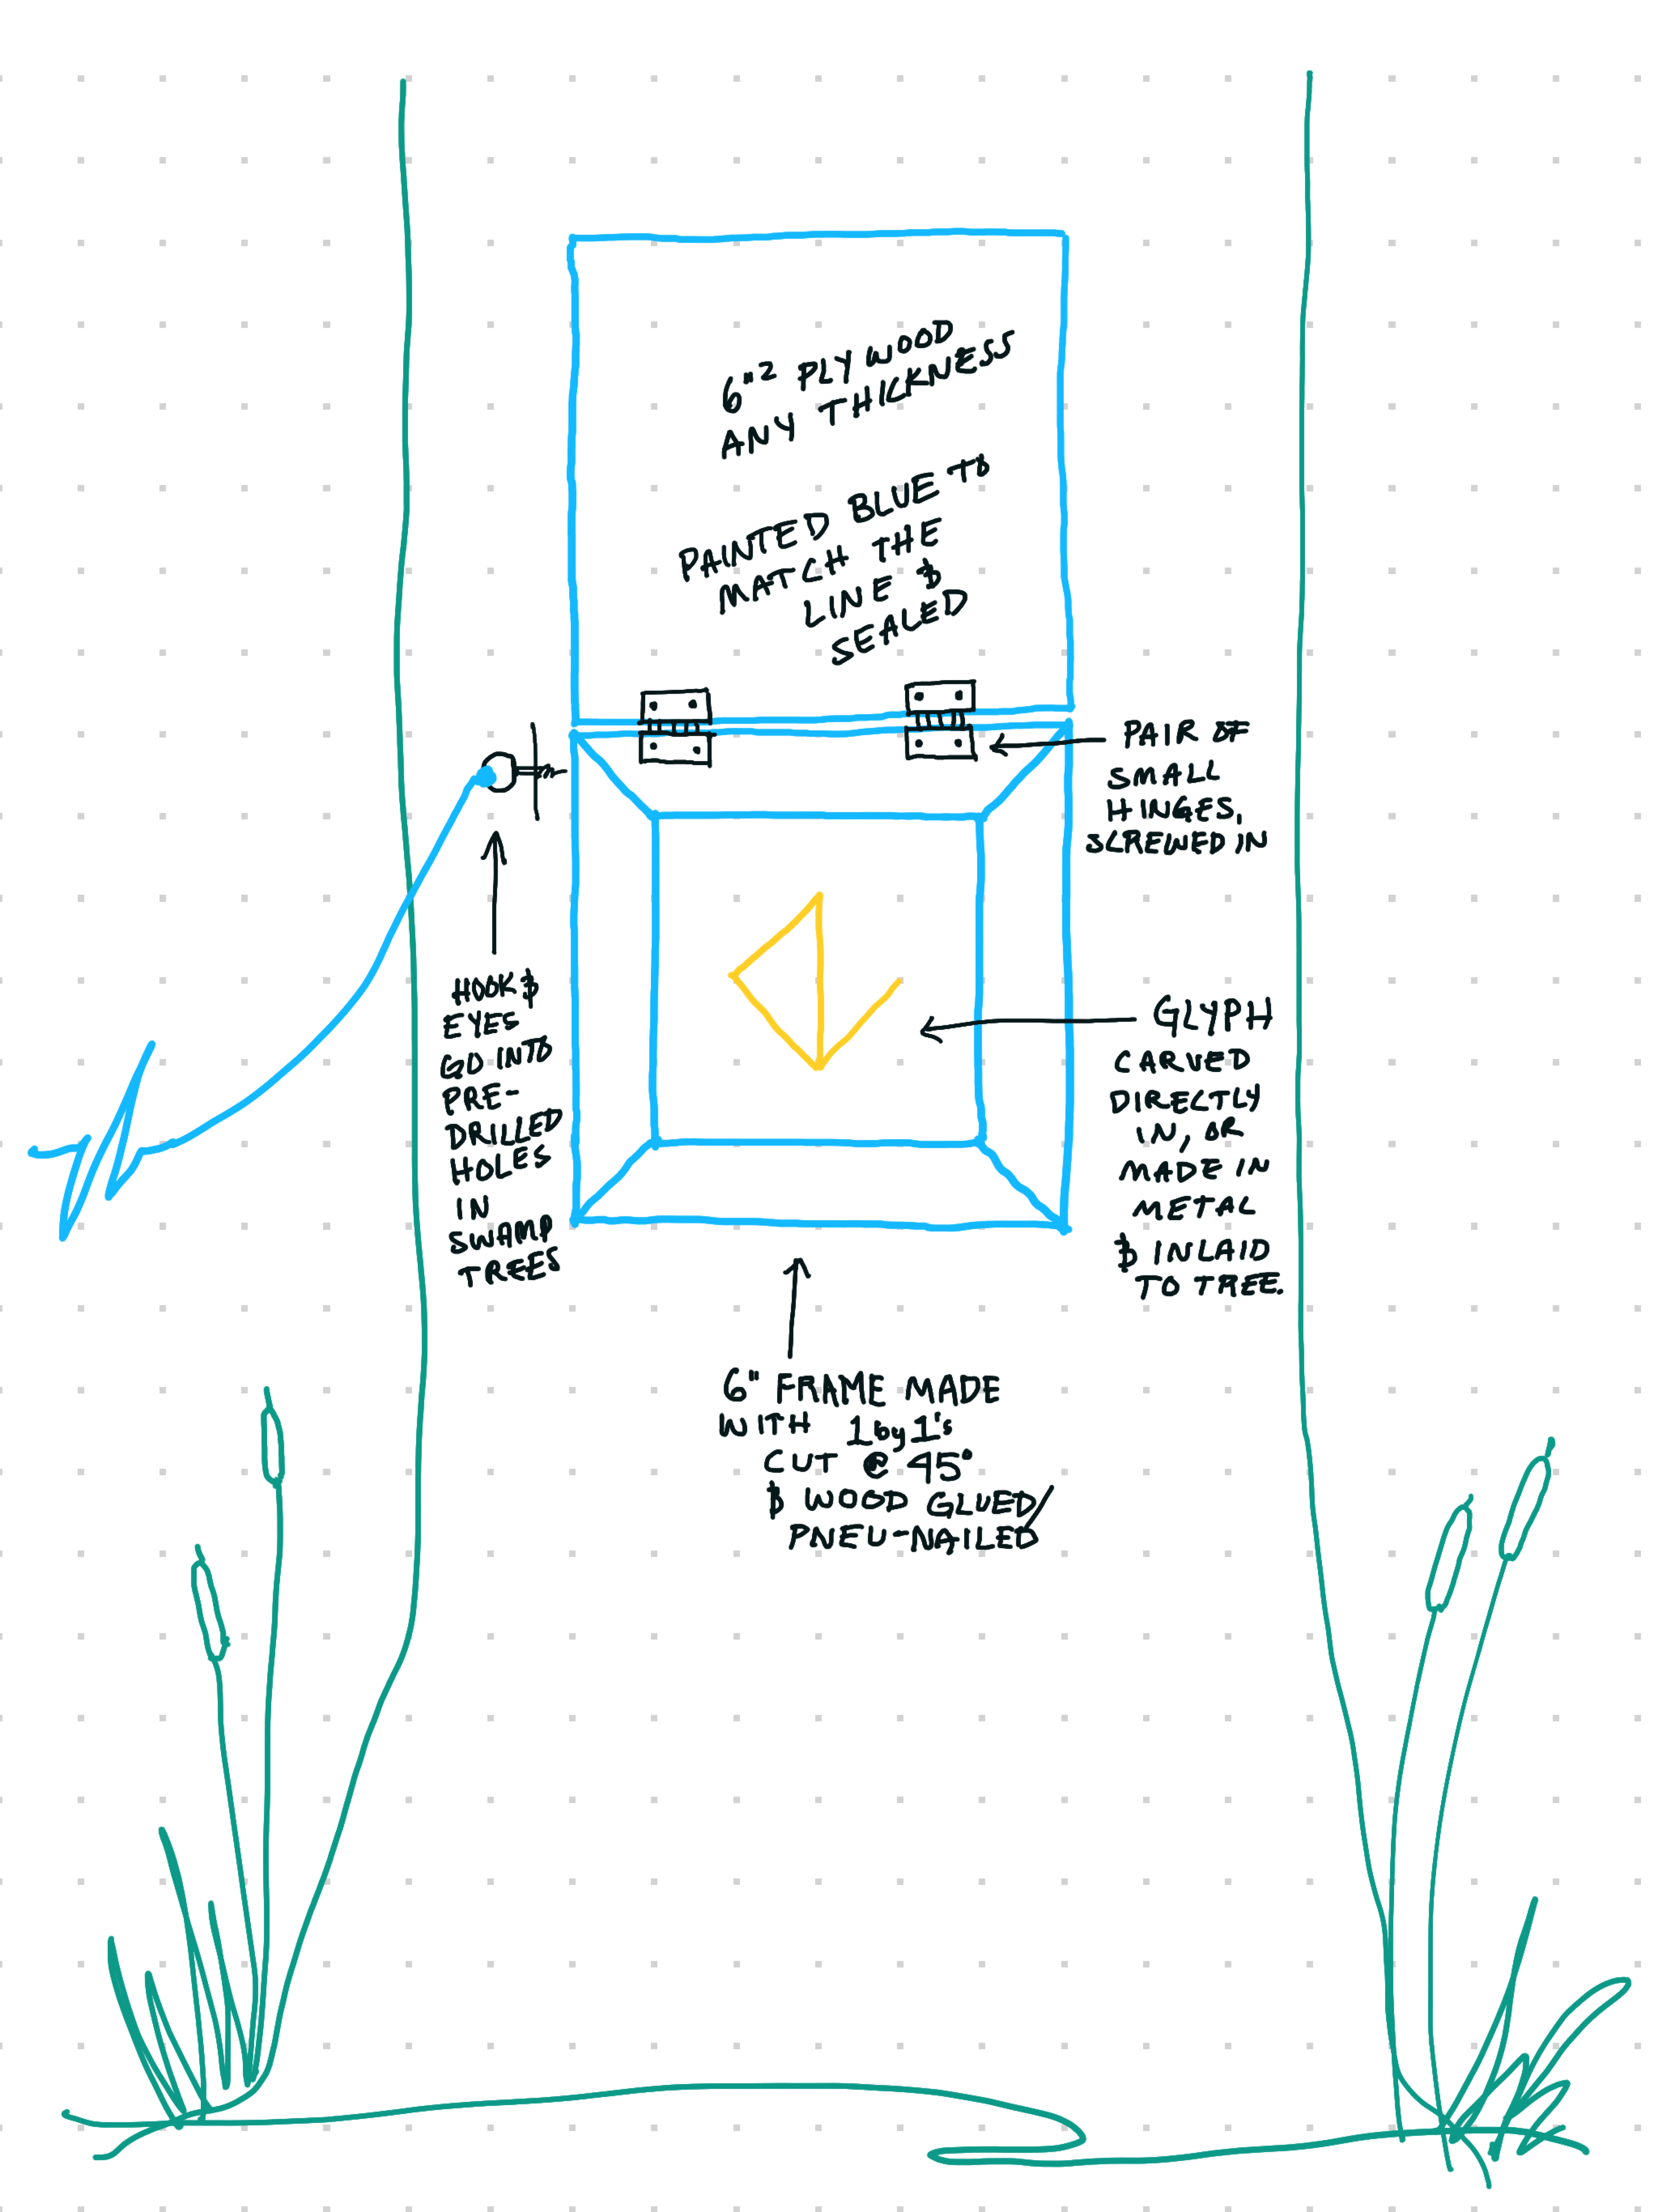 6"² PLYWOOD
ANY THICKNESS
PAINTED BLUE TO
MATCH THE
LINE &
SEALED
PAIR OF
SMALL
HINGES,
SCREWED IN
HOOK &
EYES
GO INTO
PRE-
DRILLED
HOLES
IN
SWAMP
TREES
GLYPH
CARVED
DIRECTLY
IN, OR
MADE IN
METAL
& INLAID
TO TREE.
6" FRAME MADE
WITH 1by1's
CUT @ 45°
& WOOD GLUED/
PNEU-NAILED